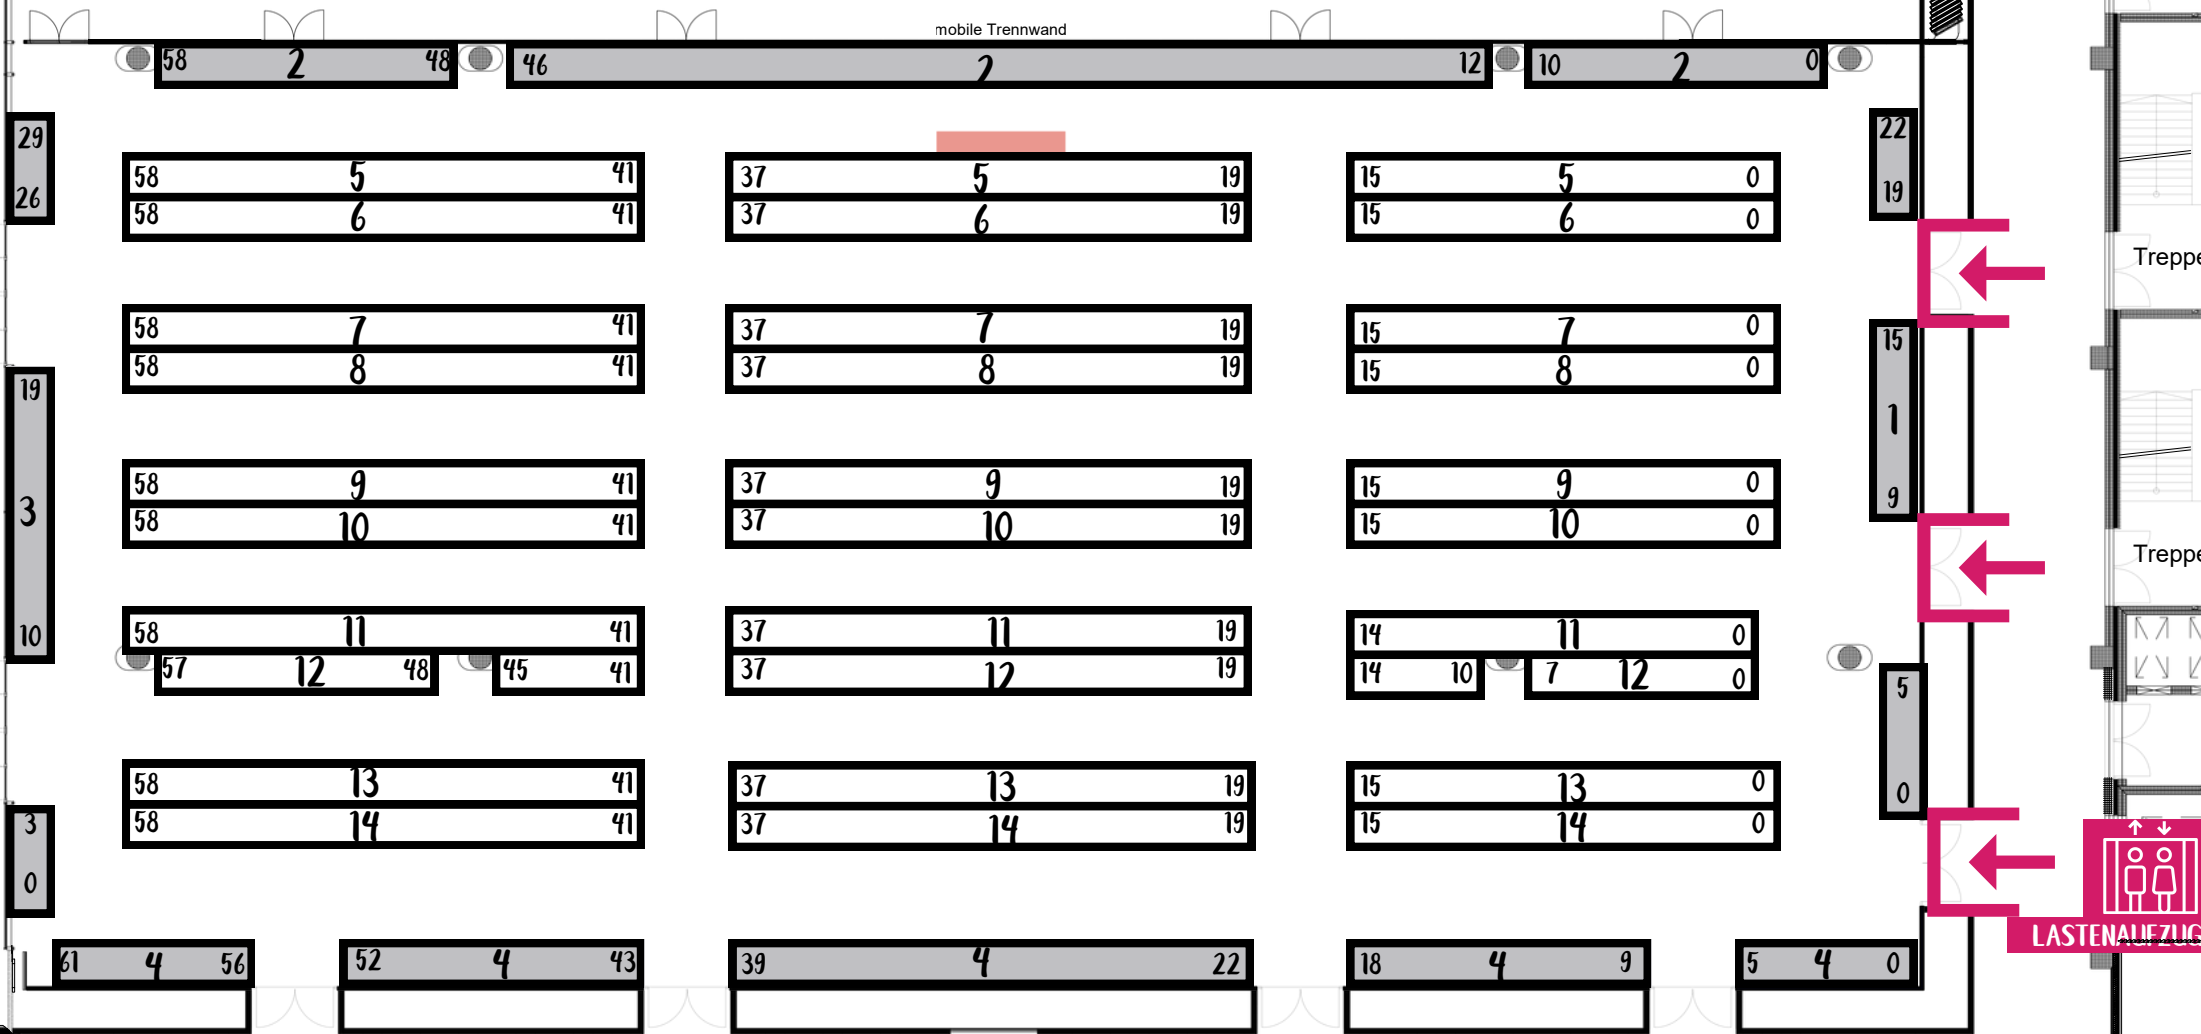 mobile Trennwand
58 2 48 46 2 12 10 2 0
29
26
22
19
58 5 41 37 5 19 15 5 0
58 6 41 37 6 19 15 6 0
Treppe
58 7 41 37 7 19 15 7 0
58 8 41 37 8 19 15 8 0
19
3
10
15
1
9
58 9 41 37 9 19 15 9 0
58 10 41 37 10 19 15 10 0
Treppe
58 11 41 37 11 19 14 11 0
57 12 48 45 41 37 12 19 14 10 7 12 0
5
0
58 13 41 37 13 19 15 13 0
58 14 41 37 14 19 15 14 0
3
0
LASTENAUFZUG
61 4 56 52 4 43 39 4 22 18 4 9 5 4 0